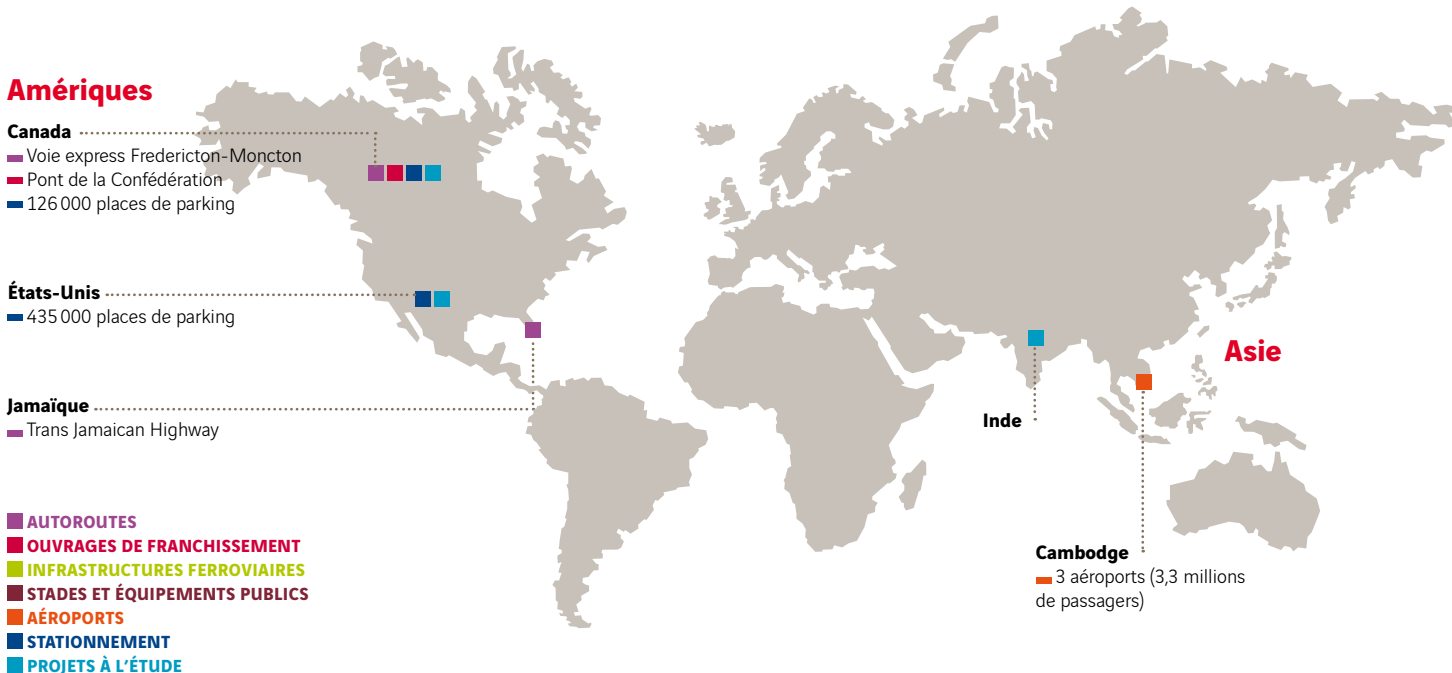 Amériques
Canada
Voie express Fredericton-Moncton
Pont de la Confédération
126 000 places de parking
États-Unis
435 000 places de parking
Jamaïque
Trans Jamaican Highway
Asie
Inde
Cambodge
3 aéroports (3,3 millions
de passagers)
AUTOROUTES
OUVRAGES DE FRANCHISSEMENT
INFRASTRUCTURES FERROVIAIRES
STADES ET ÉQUIPEMENTS PUBLICS
AÉROPORTS
STATIONNEMENT
PROJETS À L'ÉTUDE